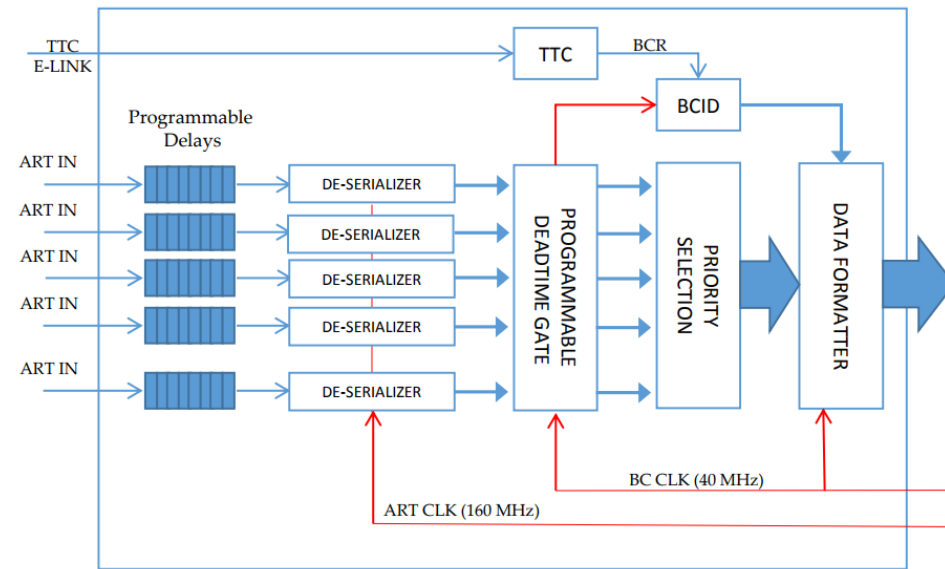 TTC
E-LINK
TTC
BCR
BCID
Programmable
Delays
ART IN
ART IN
ART IN
ART IN
ART IN
DE-SERIALIZER
DE-SERIALIZER
DE-SERIALIZER
DE-SERIALIZER
DE-SERIALIZER
PROGRAMMABLE
DEADTIME GATE
PRIORITY
SELECTION
DATA FORMATTER
BC CLK (40 MHz)
ART CLK (160 MHz)